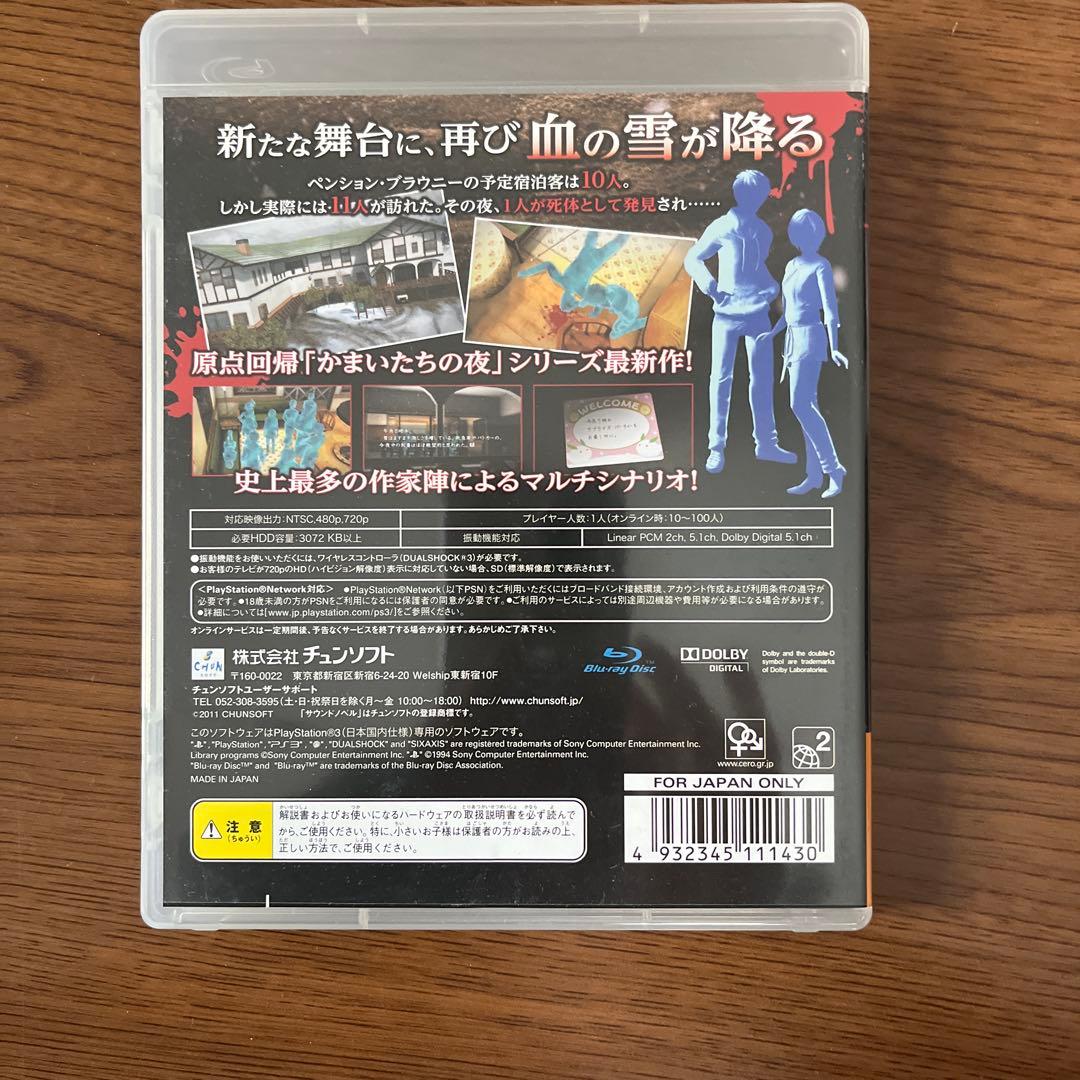 新たな舞台に、再び血の雪が降る
ペンション・ブラウニーの予定宿泊客は10人。
しかし実際には11人が訪れた。その夜、1人が死体として発見され……
原点回帰「かまいたちの夜」シリーズ最新作!
WELCOME
史上最多の作家陣によるマルチシナリオ!
対応映像出力:NTSC,480p,720p
プレイヤー人数:1人(オンライン時:10〜100人)
必要HDD容量:3072 KB以上
振動機能対応
Linear PCM 2ch, 5.1ch, Dolby Digital 5.1ch
●振動機能をお使いいただくには、ワイヤレスコントローラ(DUALSHOCK®3)が必要です。
●お客様のテレビが720pのHD(ハイビジョン解像度)表示に対応していない場合、SD(標準解像度)で表示されます。
<PlayStation®Network対応> ●PlayStation®Network(以下PSN)をご利用いただくにはブロードバンド接続環境、アカウント作成および利用条件の遵守が
必要です。●18歳未満の方がPSNをご利用になるには保護者の同意が必要です。●ご利用のサービスによっては別途周辺機器や費用等が必要になる場合があります。
●詳細については[www.jp.playstation.com/ps3/]をご参照ください。
オンラインサービスは一定期間後、予告なくサービスを終了する場合があります。あらかじめご了承下さい。
CHUN
株式会社 チュンソフト
〒160-0022 東京都新宿区新宿6-24-20 Welship東新宿10F
Blu-ray Disc™
DOLBY
DIGITAL
Dolby and the double-D
symbol are trademarks
of Dolby Laboratories.
チュンソフトユーザーサポート
TEL 052-308-3595(土・日・祝祭日を除く月〜金 10:00〜18:00) http://www.chunsoft.jp/
©2011 CHUNSOFT 「サウンドノベル」はチュンソフトの登録商標です。
このソフトウェアはPlayStation®3(日本国内仕様)専用のソフトウェアです。
"PlayStation", "PS3", "DUALSHOCK" and "SIXAXIS" are registered trademarks of Sony Computer Entertainment Inc.
Library programs ©Sony Computer Entertainment Inc. ©1994 Sony Computer Entertainment Inc.
"Blu-ray Disc™" and "Blu-ray™" are trademarks of the Blu-ray Disc Association.
MADE IN JAPAN
www.cero.gr.jp
2
FOR JAPAN ONLY
注意
(ちゅうい)
解説書およびお使いになるハードウェアの取扱説明書を必ず読んで
から、ご使用ください。特に、小さいお子様は保護者の方がお読みの上、
正しい方法で、ご使用ください。
4 932345 111430